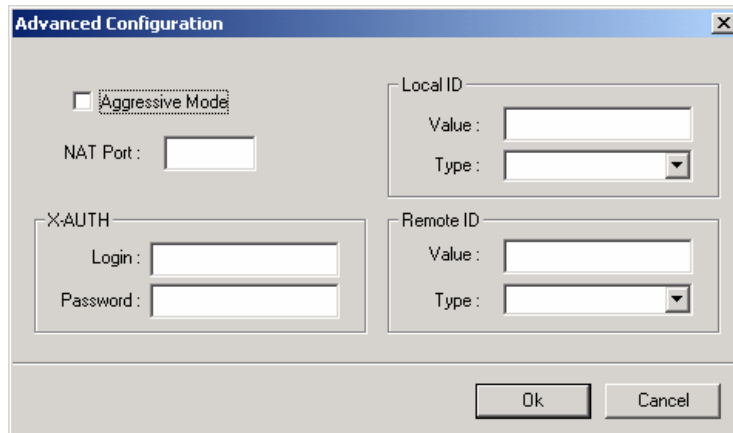 Advanced Configuration
Aggressive Mode
NAT Port :
X-AUTH
Login :
Password :
Local ID
Value :
Type :
Remote ID
Value :
Type :
Ok
Cancel